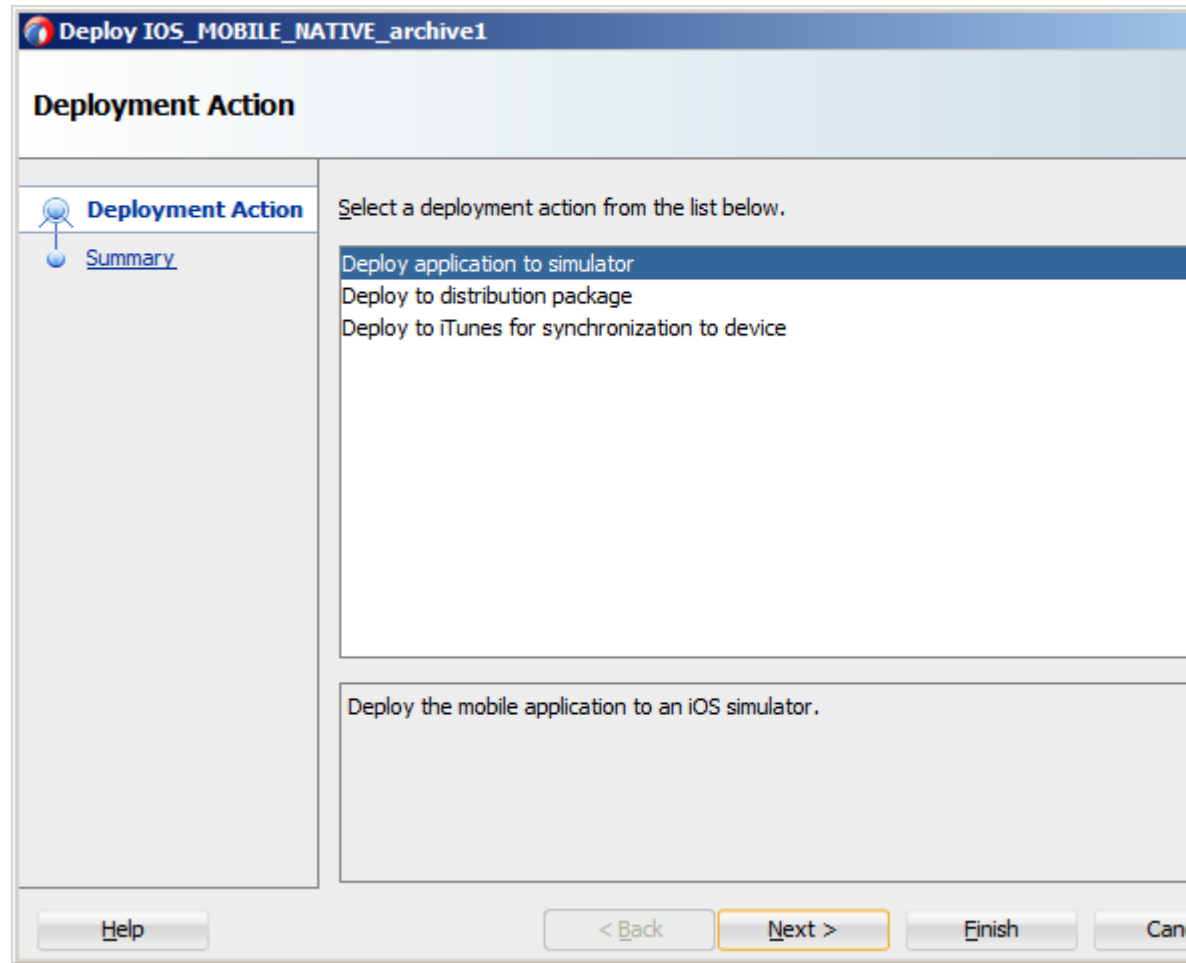 Deploy IOS_MOBILE_NATIVE_archive1
Deployment Action
Deployment Action
Summary
Select a deployment action from the list below.
Deploy application to simulator
Deploy to distribution package
Deploy to iTunes for synchronization to device
Deploy the mobile application to an iOS simulator.
Help
< Back
Next >
Finish